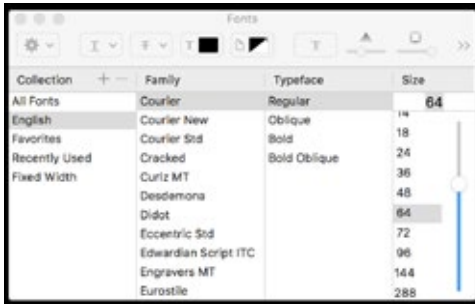 Fonts
Collection Family Typeface Size
All Fonts Courier Regular 64
English Courier New Oblique 14
Favorites Courier Std Bold 18
Recently Used Cracked Bold Oblique 24
Fixed Width Curlz MT 36
Desdemona 48
Didot 64
Eccentric Std 72
Edwardian Script ITC 96
Engravers MT 144
Eurostile 288